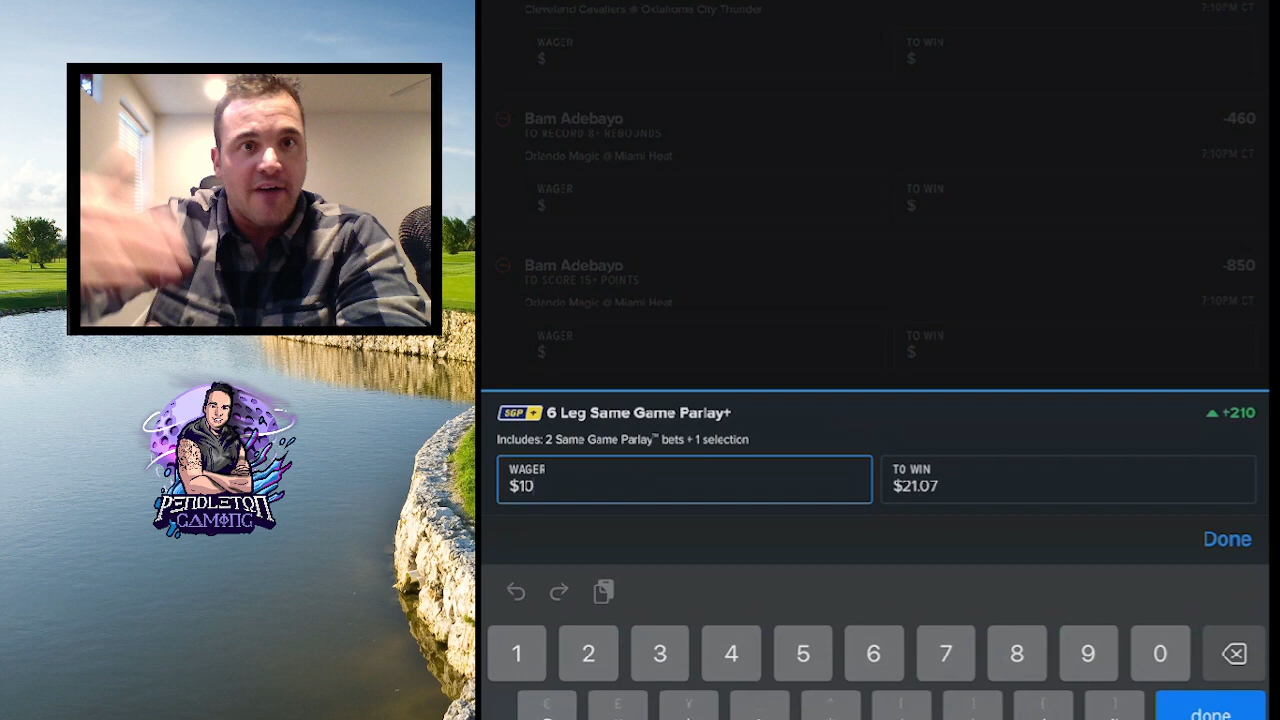 Cleveland Cavaliers @ Oklahoma City Thunder 7:10PM CT
WAGER TO WIN
$ $
Bam Adebayo -460
TO RECORD 8+ REBOUNDS
Orlando Magic @ Miami Heat 7:10PM CT
WAGER TO WIN
$ $
Bam Adebayo -850
TO SCORE 15+ POINTS
Orlando Magic @ Miami Heat 7:10PM CT
WAGER TO WIN
$ $
SGP + 6 Leg Same Game Parlay+ +210
Includes: 2 Same Game Parlay™ bets + 1 selection
WAGER TO WIN
$10 $21.07
Done
1 2 3 4 5 6 7 8 9 0
€ £ ¥ ^ [ ] { }
done
PENDLETON
GAMING